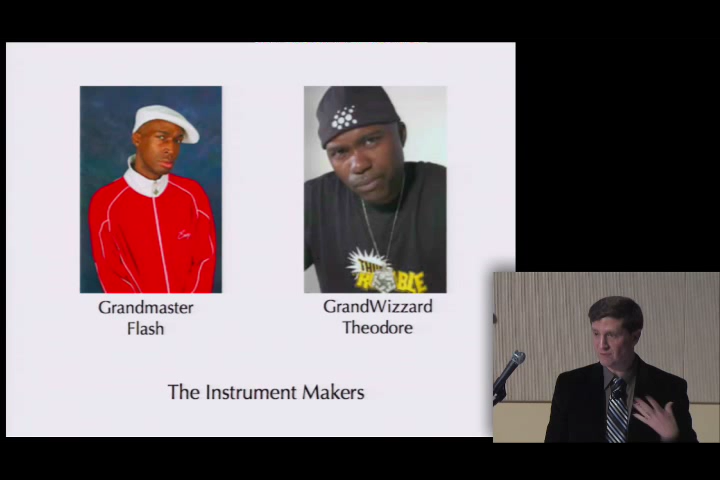 Grandmaster
Flash
GrandWizzard
Theodore
The Instrument Makers